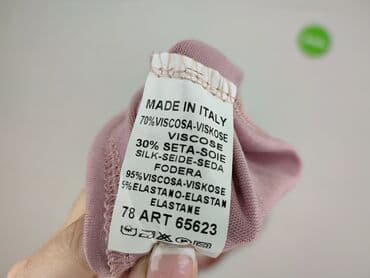 MADE IN ITALY
70%VISCOSA-VISKOSE
VISCOSE
30% SETA-SOIE
SILK-SEIDE-SEDA
FODERA
95%VISCOSA-VISKOSE
5%ELASTANO-ELASTAN
ELASTANE
78 ART 65623